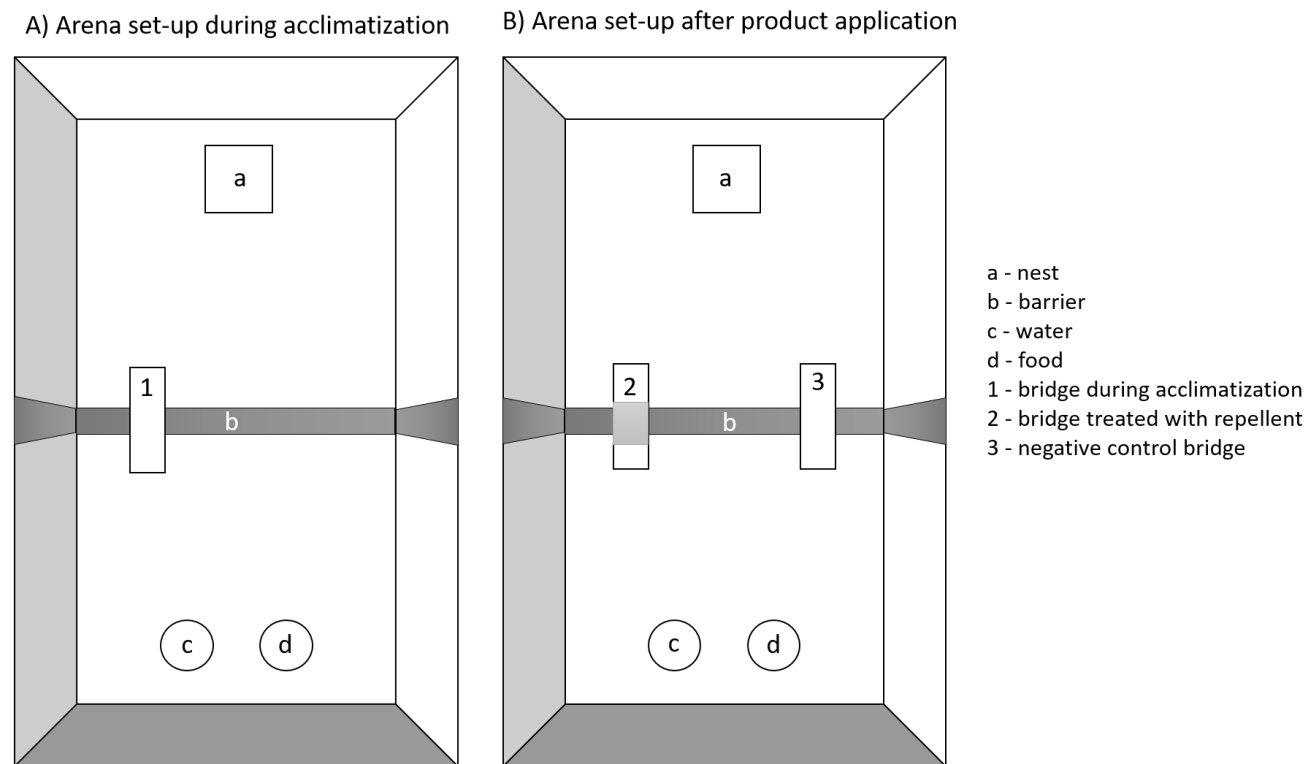 A) Arena set-up during acclimatization
B) Arena set-up after product application
a
1
b
c
d
a
2
3
b
c
d
a - nest
b - barrier
c - water
d - food
1 - bridge during acclimatization
2 - bridge treated with repellent
3 - negative control bridge